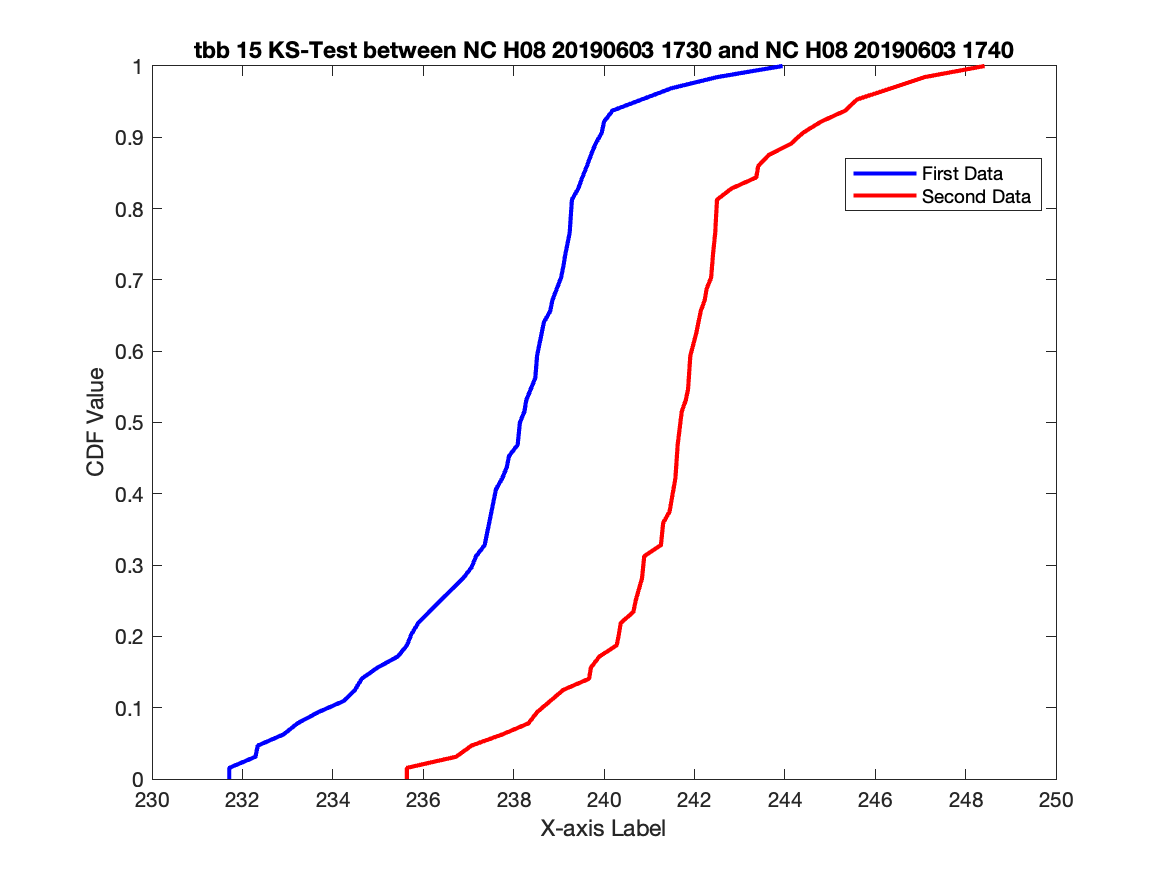 tbb 15 KS-Test between NC H08 20190603 1730 and NC H08 20190603 1740
1
0.9
0.8
0.7
0.6
0.5
0.4
0.3
0.2
0.1
0
CDF Value
First Data
Second Data
230 232 234 236 238 240 242 244 246 248 250
X-axis Label